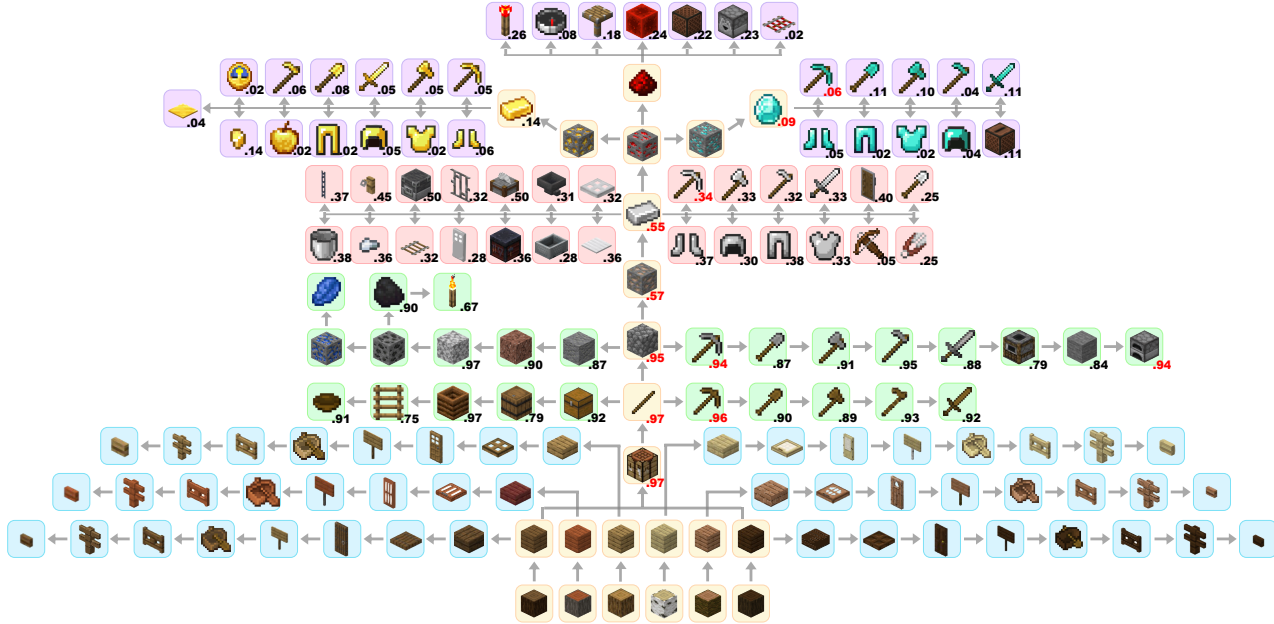 .26 .08 .18 .24 .22 .23 .02
.02 .06 .08 .05 .05 .05 .06 .11 .10 .04 .11
.04 .14 .09
.14 .02 .02 .05 .02 .06 .05 .02 .02 .04 .11
.37 .45 .50 .32 .50 .31 .32 .34 .33 .32 .33 .40 .25
.55
.38 .36 .32 .28 .36 .28 .36 .37 .30 .38 .33 .05 .25
.57
.90 .67
.97 .90 .87 .95 .94 .87 .91 .95 .88 .79 .84 .94
.91 .75 .97 .79 .92 .97 .96 .90 .89 .93 .92
.97